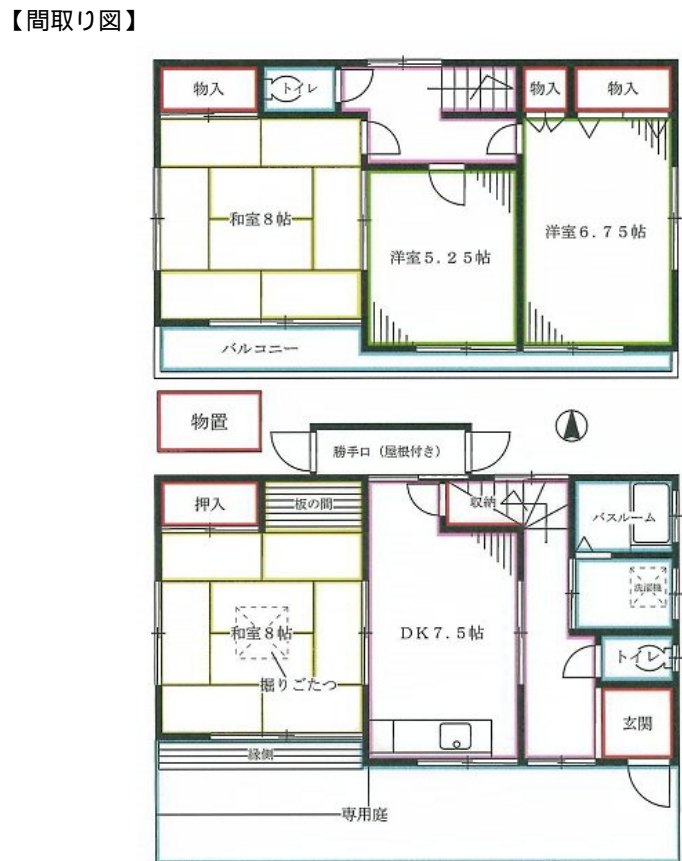 【間取り図】
物入
トイレ
物入
物入
和室8帖
洋室5.25帖
洋室6.75帖
バルコニー
物置
勝手口（屋根付き）
押入
板の間
収納
バスルーム
洗濯機
和室8帖
DK7.5帖
トイレ
掘りごたつ
玄関
縁側
専用庭